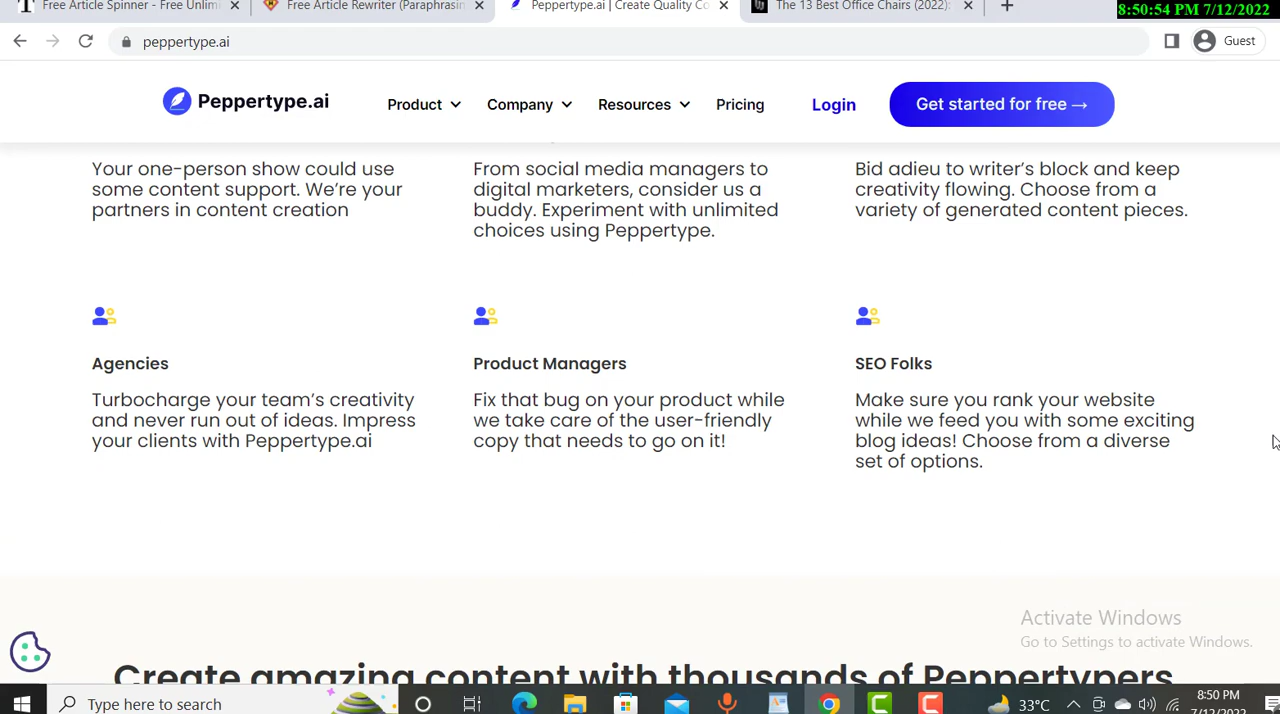 Free Article Spinner - Free Unlim
Free Article Rewriter (Paraphrasin
Peppertype.ai | Create Quality Co
The 13 Best Office Chairs (2022):
8:50:54 PM 7/12/2022
peppertype.ai
Guest
Peppertype.ai
Product
Company
Resources
Pricing
Login
Get started for free →
Your one-person show could use
some content support. We’re your
partners in content creation
From social media managers to
digital marketers, consider us a
buddy. Experiment with unlimited
choices using Peppertype.
Bid adieu to writer’s block and keep
creativity flowing. Choose from a
variety of generated content pieces.
Agencies
Turbocharge your team’s creativity
and never run out of ideas. Impress
your clients with Peppertype.ai
Product Managers
Fix that bug on your product while
we take care of the user-friendly
copy that needs to go on it!
SEO Folks
Make sure you rank your website
while we feed you with some exciting
blog ideas! Choose from a diverse
set of options.
Activate Windows
Go to Settings to activate Windows.
Create amazing content with thousands of Peppertypers
Type here to search
33°C
8:50 PM
7/12/2022